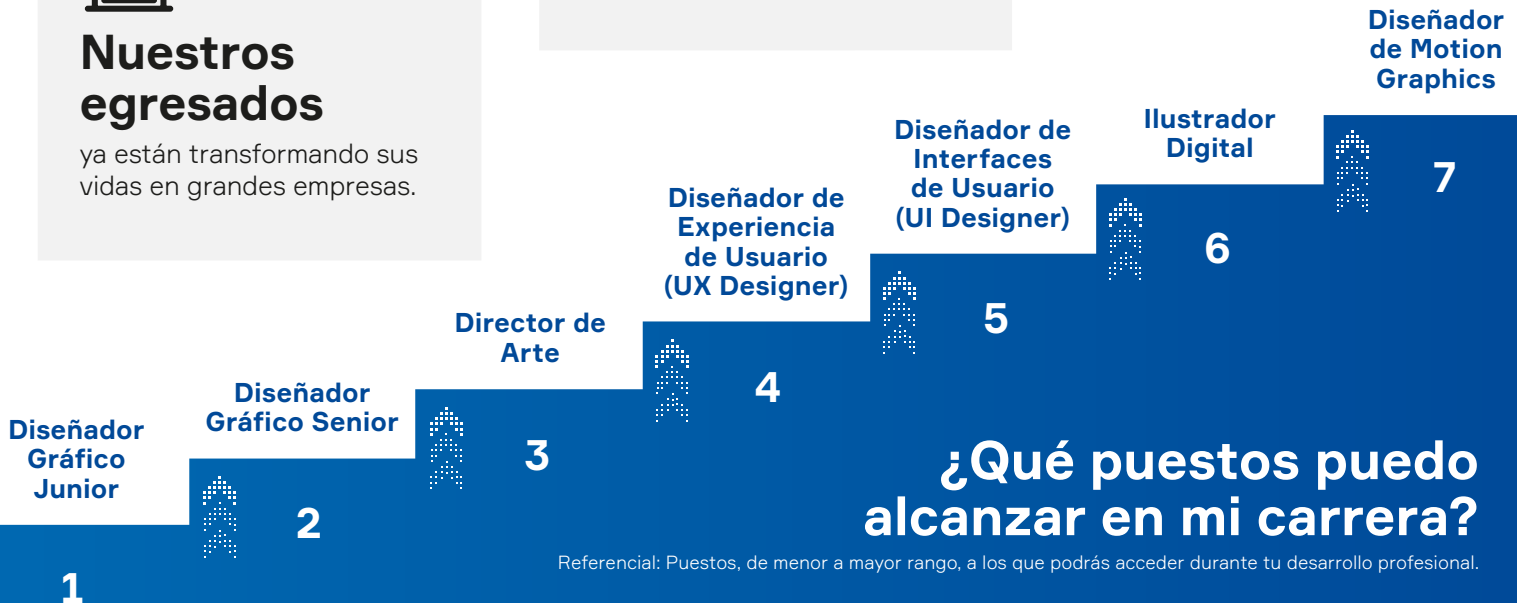 Nuestros
egresados
ya están transformando sus
vidas en grandes empresas.
Diseñador
Gráfico
Junior
1
Diseñador
Gráfico Senior
2
Director de
Arte
3
Diseñador de
Experiencia
de Usuario
(UX Designer)
4
Diseñador de
Interfaces
de Usuario
(UI Designer)
5
Ilustrador
Digital
6
Diseñador
de Motion
Graphics
7
¿Qué puestos puedo
alcanzar en mi carrera?
Referencial: Puestos, de menor a mayor rango, a los que podrás acceder durante tu desarrollo profesional.